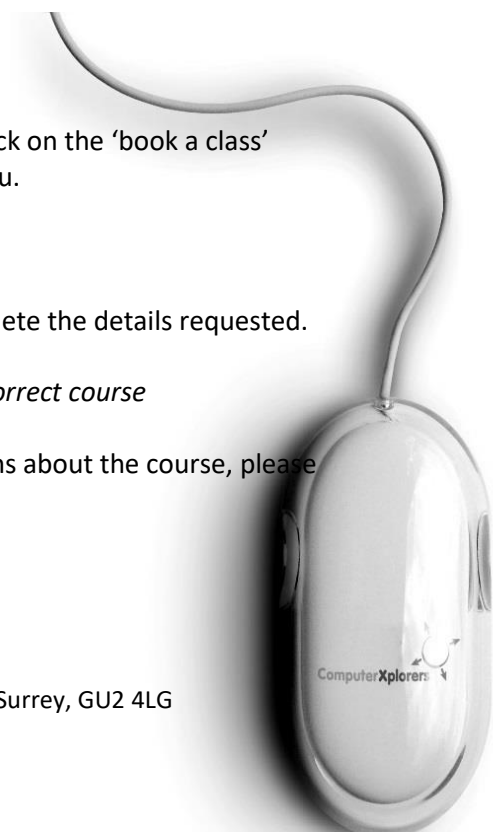 ck on the ‘book a class’
u.
ete the details requested.
orrect course
ns about the course, please
ComputerXplorers
Surrey, GU2 4LG